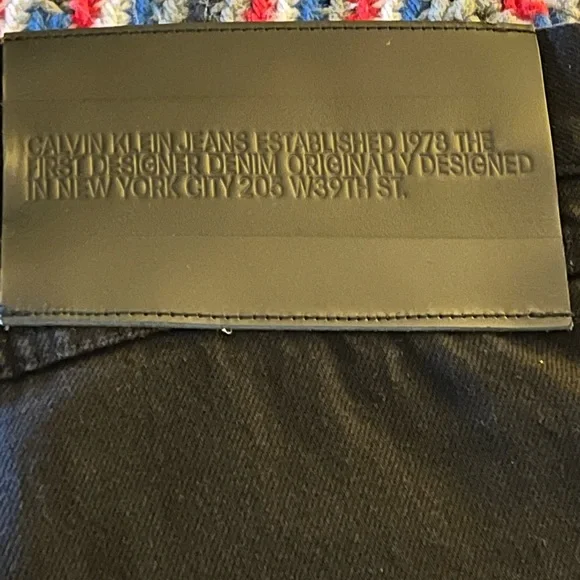 CALVIN KLEIN JEANS ESTABLISHED 1978 THE
FIRST DESIGNER DENIM ORIGINALLY DESIGNED
IN NEW YORK CITY 205 W39TH ST.